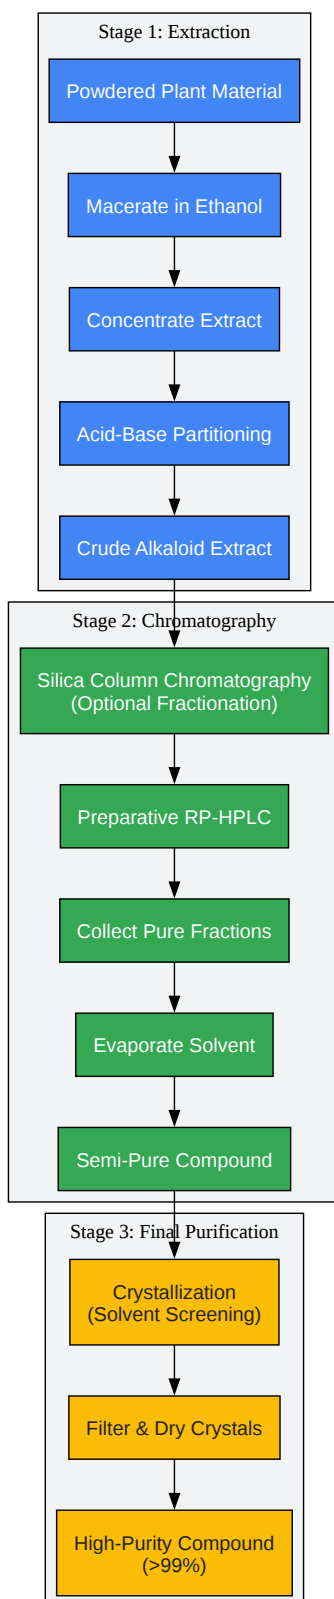 Stage 1: Extraction
Powdered Plant Material
Macerate in Ethanol
Concentrate Extract
Acid-Base Partitioning
Crude Alkaloid Extract
Stage 2: Chromatography
Silica Column Chromatography
(Optional Fractionation)
Preparative RP-HPLC
Collect Pure Fractions
Evaporate Solvent
Semi-Pure Compound
Stage 3: Final Purification
Crystallization
(Solvent Screening)
Filter & Dry Crystals
High-Purity Compound
(>99%)